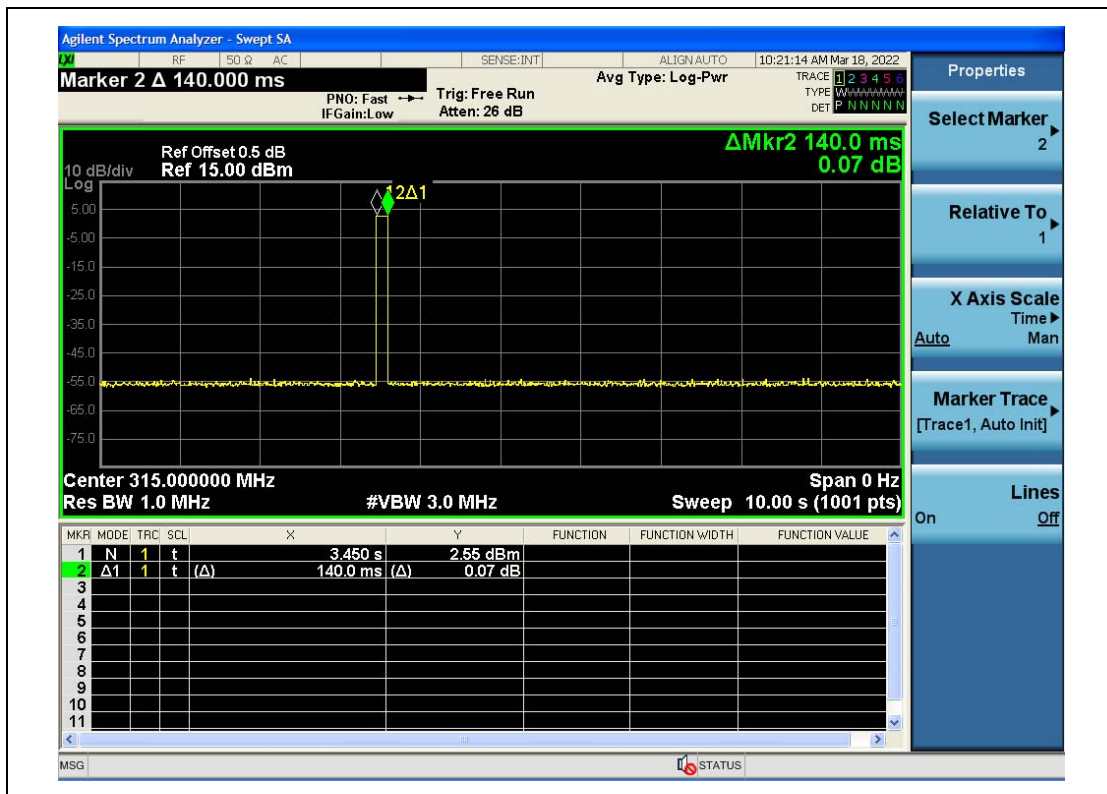 Agilent Spectrum Analyzer - Swept SA
LXI RF 50 Ω AC SENSE:INT ALIGN AUTO 10:21:14 AM Mar 18, 2022
Marker 2 Δ 140.000 ms
PNO: Fast
IFGain:Low
Trig: Free Run
Atten: 26 dB
Avg Type: Log-Pwr
TRACE 1 2 3 4 5 6
TYPE
DET P N N N N N
ΔMkr2 140.0 ms
0.07 dB
Ref Offset 0.5 dB
10 dB/div Ref 15.00 dBm
Log
12Δ1
5.00
-5.00
-15.0
-25.0
-35.0
-45.0
-55.0
-65.0
-75.0
Center 315.000000 MHz Span 0 Hz
Res BW 1.0 MHz #VBW 3.0 MHz Sweep 10.00 s (1001 pts)
MKR MODE TRC SCL X Y FUNCTION FUNCTION WIDTH FUNCTION VALUE
1 N 1 t 3.450 s 2.55 dBm
2 Δ1 1 t (Δ) 140.0 ms (Δ) 0.07 dB
3
4
5
6
7
8
9
10
11
MSG STATUS
Properties
Select Marker
2
Relative To
1
X Axis Scale
Time
Auto Man
Marker Trace
[Trace1, Auto Init]
Lines
On Off